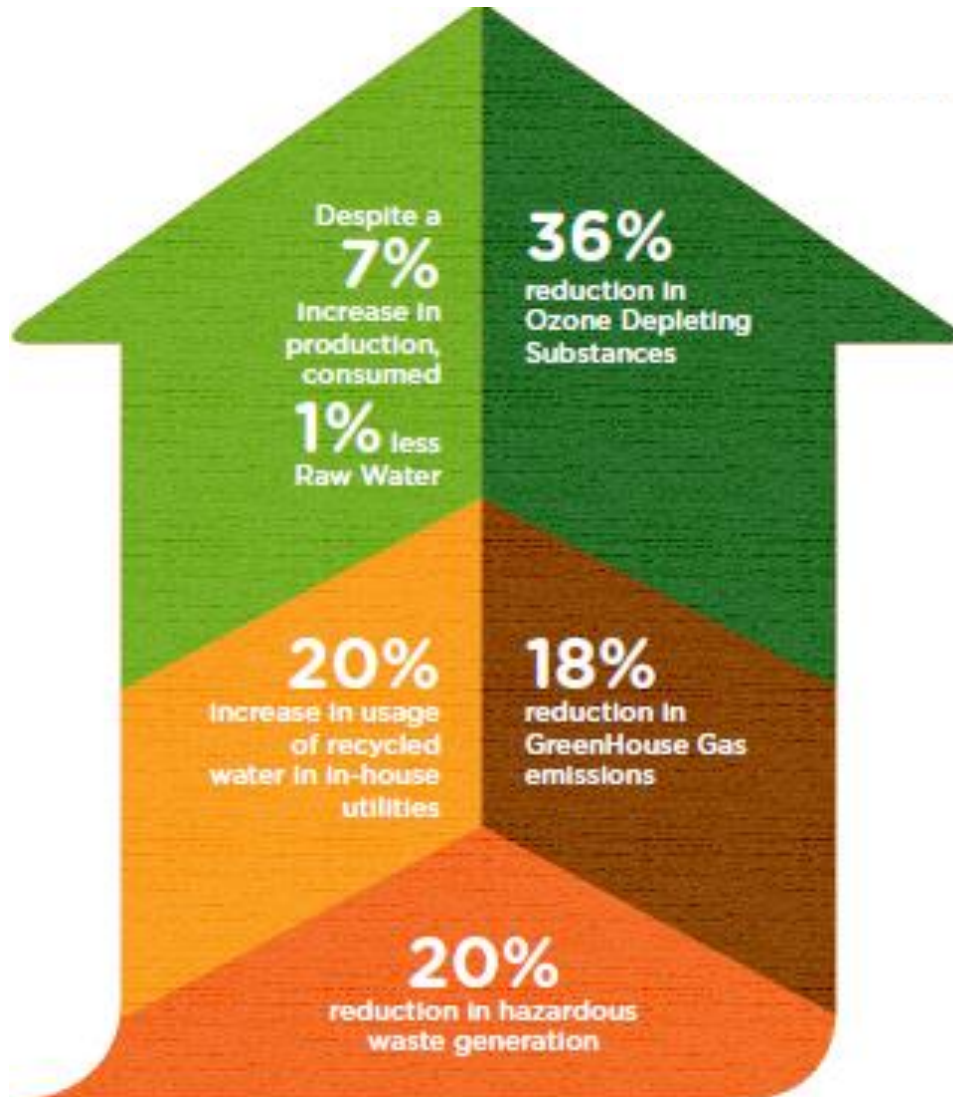 Despite a
7%
increase in
production,
consumed
1% less
Raw Water
36%
reduction in
Ozone Depleting
Substances
20%
increase in usage
of recycled
water in in-house
utilities
18%
reduction in
GreenHouse Gas
emissions
20%
reduction in hazardous
waste generation